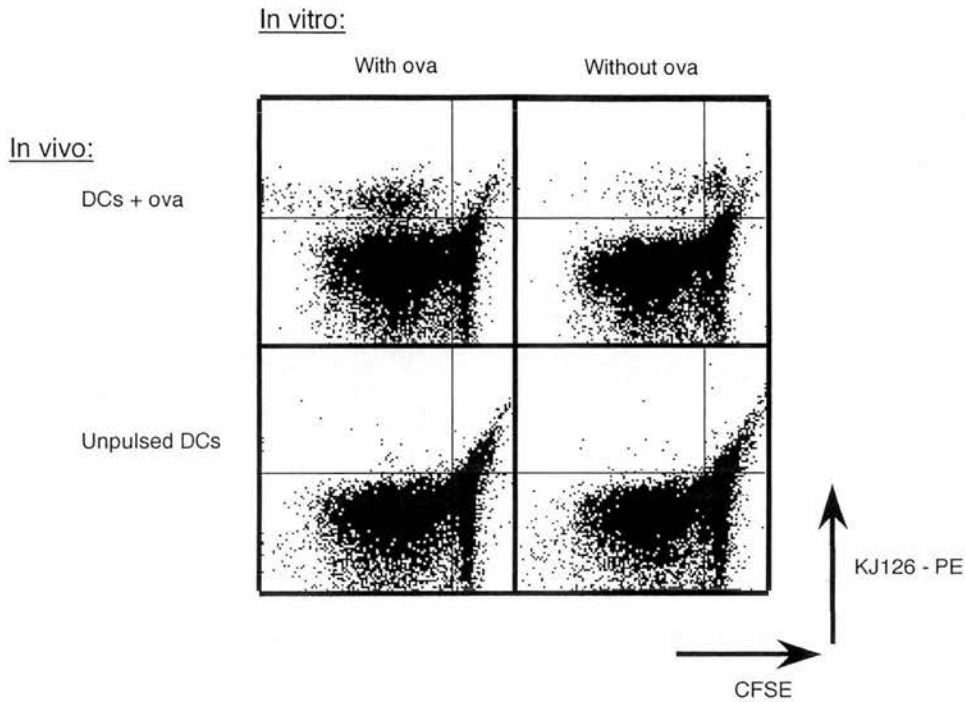 In vitro:
With ova
Without ova
In vivo:
DCs + ova
Unpulsed DCs
KJ126 - PE
CFSE